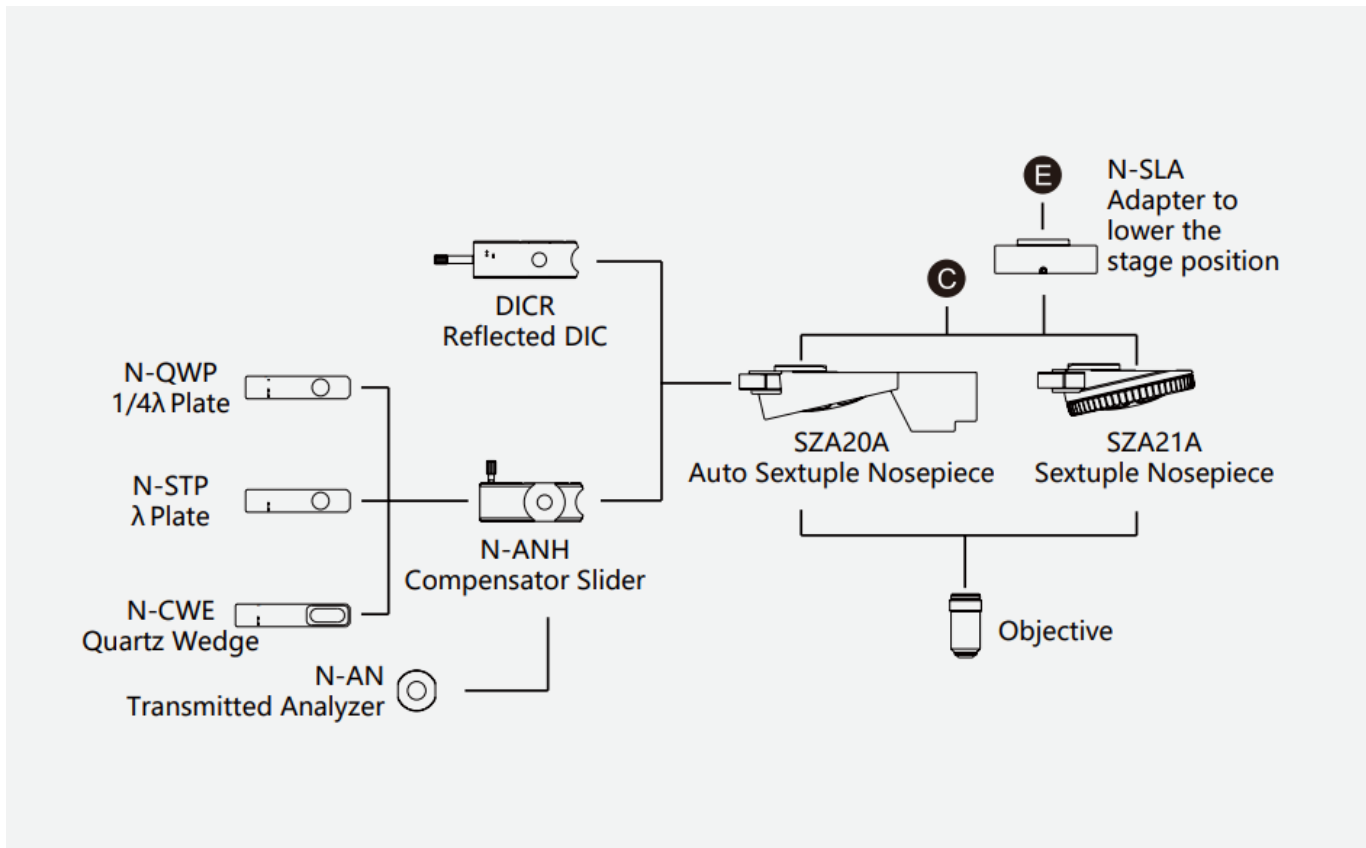 E
N-SLA
Adapter to
lower the
stage position
C
DICR
Reflected DIC
N-QWP
1/4λ Plate
SZA20A
Auto Sextuple Nosepiece
SZA21A
Sextuple Nosepiece
N-STP
λ Plate
N-ANH
Compensator Slider
N-CWE
Quartz Wedge
Objective
N-AN
Transmitted Analyzer